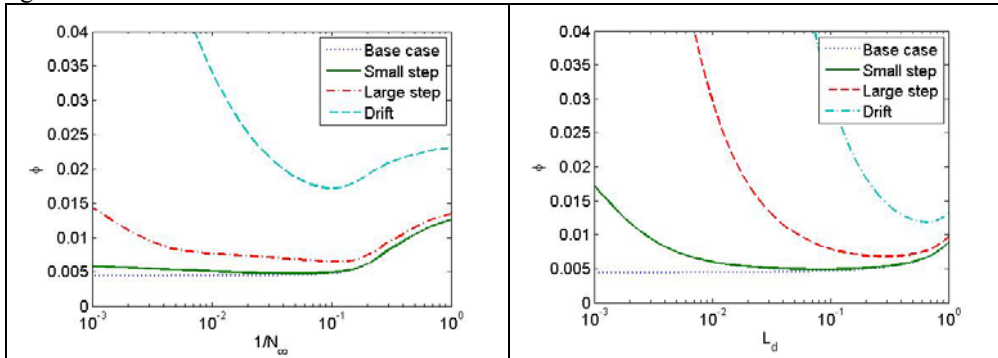 0.04
0.035
0.03
0.025
0.02
0.015
0.01
0.005
0
ϕ
10⁻³
10⁻²
10⁻¹
10⁰
1/N∞
Base case
Small step
Large step
Drift
0.04
0.035
0.03
0.025
0.02
0.015
0.01
0.005
0
ϕ
10⁻³
10⁻²
10⁻¹
10⁰
L_d
Base case
Small step
Large step
Drift